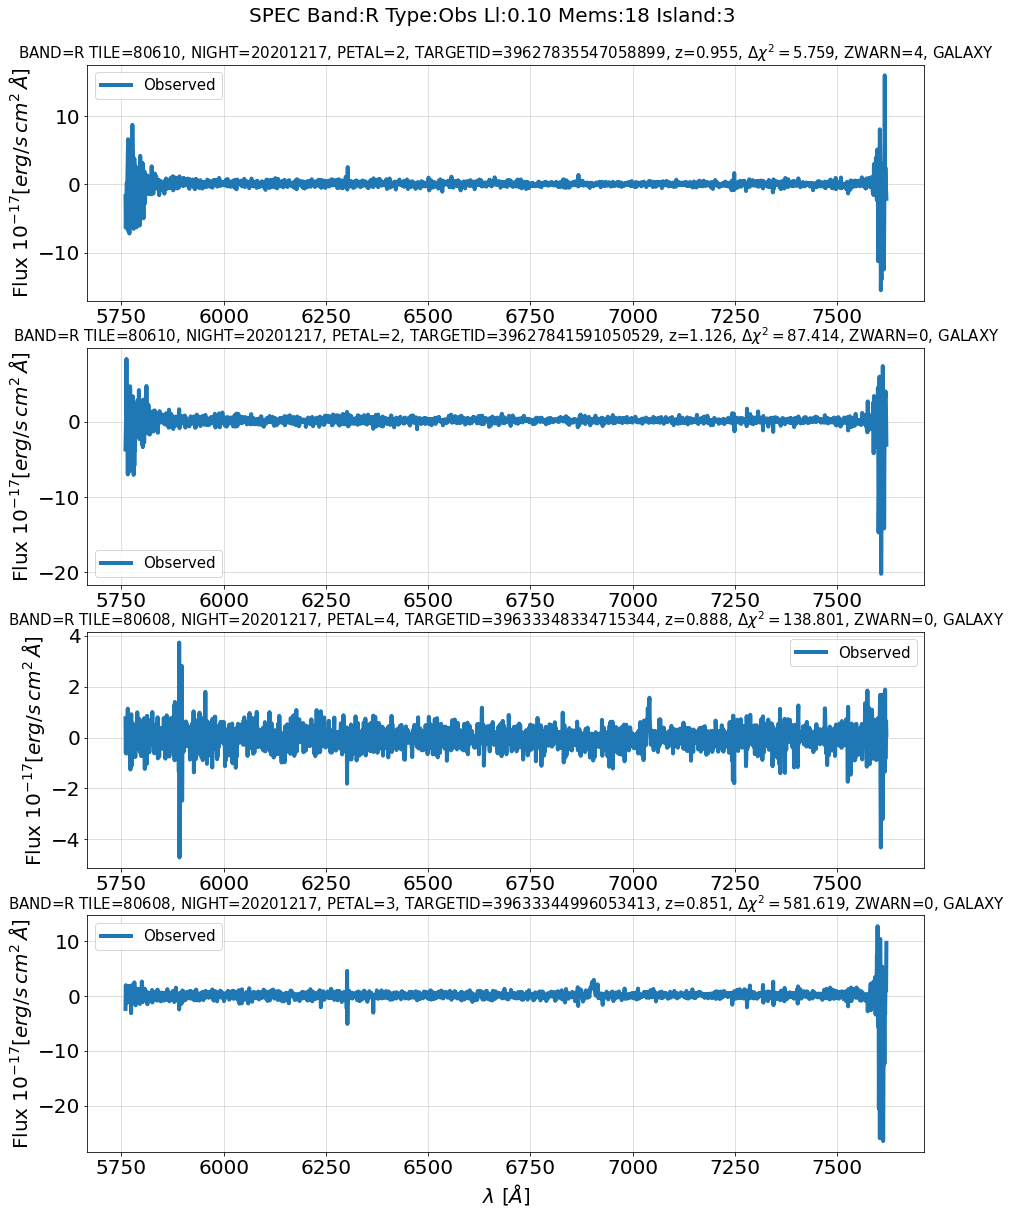 SPEC Band:R Type:Obs Ll:0.10 Mems:18 Island:3
BAND=R TILE=80610, NIGHT=20201217, PETAL=2, TARGETID=39627835547058899, z=0.955, Δχ²=5.759, ZWARN=4, GALAXY
Observed
Flux 10⁻¹⁷[erg/s cm² Å]
10
0
−10
5750 6000 6250 6500 6750 7000 7250 7500
BAND=R TILE=80610, NIGHT=20201217, PETAL=2, TARGETID=39627841591050529, z=1.126, Δχ²=87.414, ZWARN=0, GALAXY
Flux 10⁻¹⁷[erg/s cm² Å]
0
−10
−20
Observed
5750 6000 6250 6500 6750 7000 7250 7500
BAND=R TILE=80608, NIGHT=20201217, PETAL=4, TARGETID=39633348334715344, z=0.888, Δχ²=138.801, ZWARN=0, GALAXY
Observed
Flux 10⁻¹⁷[erg/s cm² Å]
4
2
0
−2
−4
5750 6000 6250 6500 6750 7000 7250 7500
BAND=R TILE=80608, NIGHT=20201217, PETAL=3, TARGETID=39633344996053413, z=0.851, Δχ²=581.619, ZWARN=0, GALAXY
Observed
Flux 10⁻¹⁷[erg/s cm² Å]
10
0
−10
−20
5750 6000 6250 6500 6750 7000 7250 7500
λ [Å]